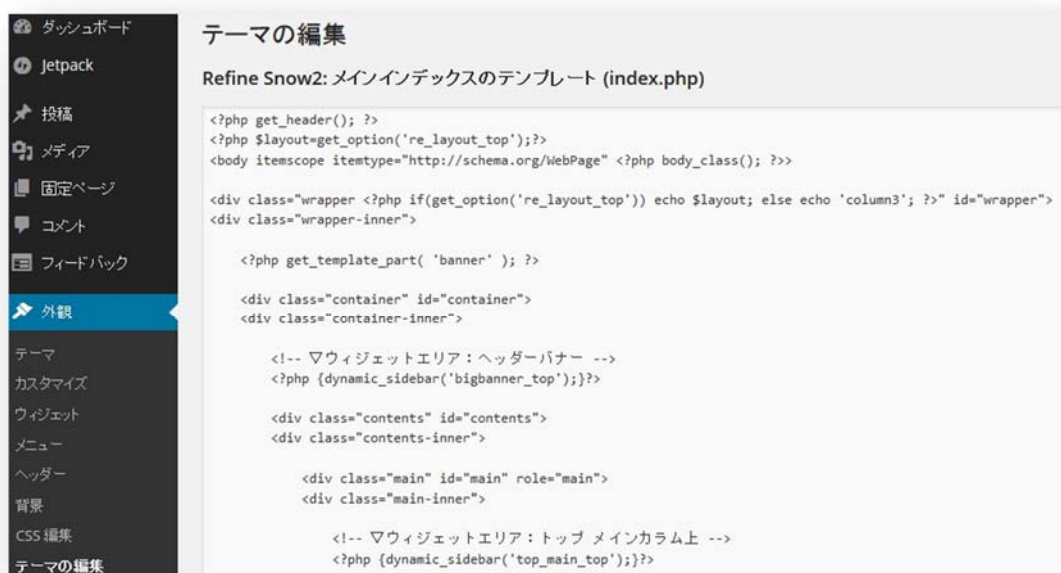 ダッシュボード
Jetpack
投稿
メディア
固定ページ
コメント
フィードバック
外観
テーマ
カスタマイズ
ウィジェット
メニュー
ヘッダー
背景
CSS 編集
テーマの編集
テーマの編集
Refine Snow2: メインインデックスのテンプレート (index.php)
<?php get_header(); ?>
<?php $layout=get_option('re_layout_top');?>
<body itemscope itemtype="http://schema.org/WebPage" <?php body_class(); ?>>
<div class="wrapper <?php if(get_option('re_layout_top')) echo $layout; else echo 'column3'; ?>" id="wrapper">
<div class="wrapper-inner">
<?php get_template_part( 'banner' ); ?>
<div class="container" id="container">
<div class="container-inner">
<!-- ▽ウィジェットエリア：ヘッダーバナー -->
<?php {dynamic_sidebar('bigbanner_top');}?>
<div class="contents" id="contents">
<div class="contents-inner">
<div class="main" id="main" role="main">
<div class="main-inner">
<!-- ▽ウィジェットエリア：トップ メインカラム上 -->
<?php {dynamic_sidebar('top_main_top');}?>